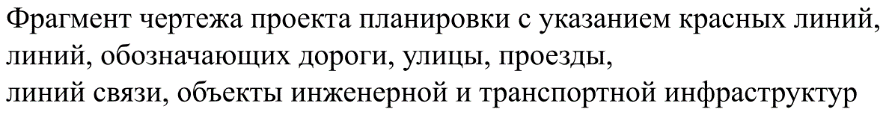 Фрагмент чертежа проекта планировки с указанием красных линий,
линий, обозначающих дороги, улицы, проезды,
линий связи, объекты инженерной и транспортной инфраструктур